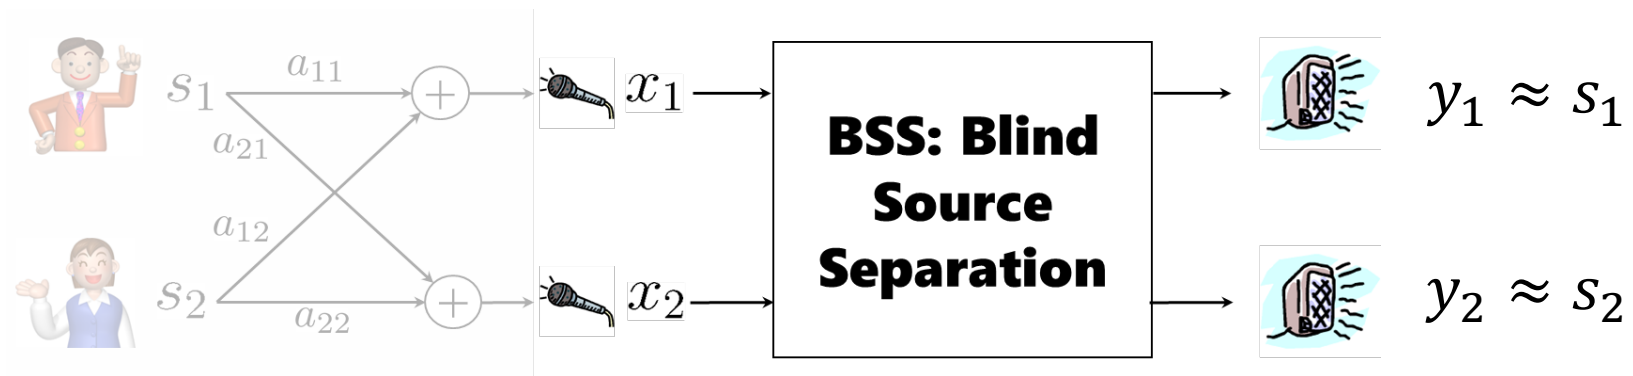 s₁ a₁₁ + x₁ y₁ ≈ s₁
a₂₁
BSS: Blind
Source
Separation
a₁₂
s₂ a₂₂ + x₂ y₂ ≈ s₂